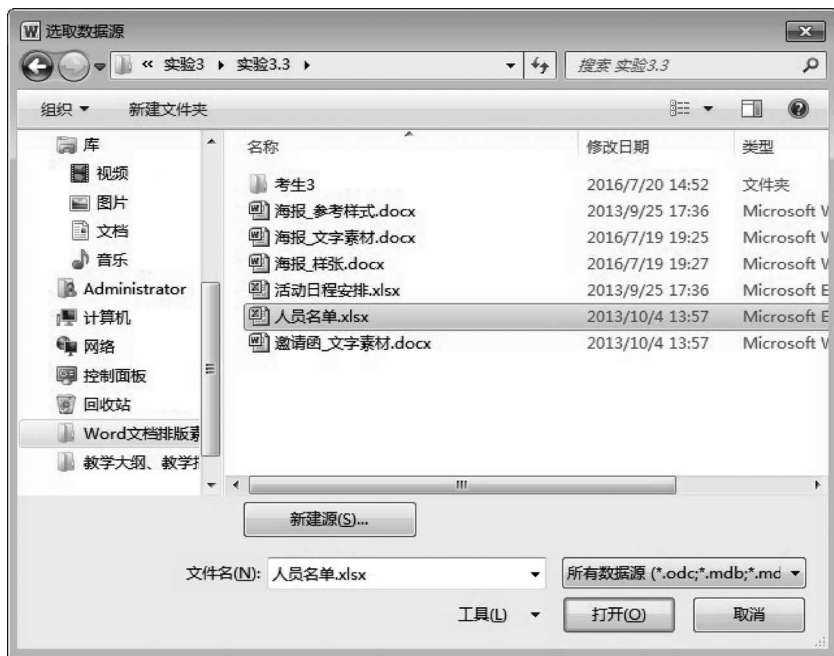 选取数据源
« 实验3 ▸ 实验3.3 ▸ 搜索 实验3.3
组织 新建文件夹
库
视频
图片
文档
音乐
Administrator
计算机
网络
控制面板
回收站
Word文档排版素
教学大纲、教学
名称 修改日期 类型
考生3 2016/7/20 14:52 文件夹
海报_参考样式.docx 2013/9/25 17:36 Microsoft W
海报_文字素材.docx 2016/7/19 19:25 Microsoft W
海报_样张.docx 2016/7/19 19:27 Microsoft W
活动日程安排.xlsx 2013/9/25 17:36 Microsoft E
人员名单.xlsx 2013/10/4 13:57 Microsoft E
邀请函_文字素材.docx 2013/10/4 13:57 Microsoft W
新建源(S)...
文件名(N): 人员名单.xlsx 所有数据源 (*.odc;*.mdb;*.md
工具(L) 打开(O) 取消